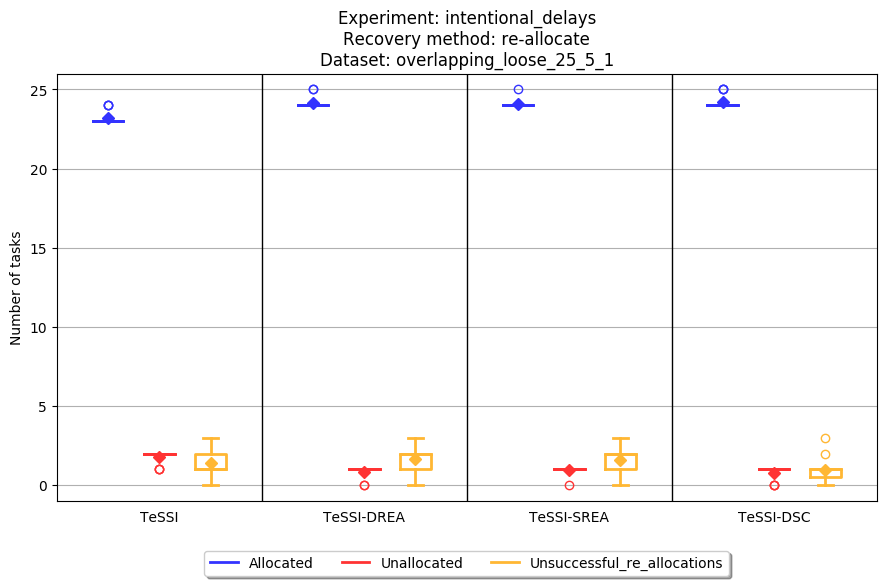 Experiment: intentional_delays
Recovery method: re-allocate
Dataset: overlapping_loose_25_5_1
Number of tasks
25
20
15
10
5
0
TeSSI
TeSSI-DREA
TeSSI-SREA
TeSSI-DSC
Allocated
Unallocated
Unsuccessful_re_allocations